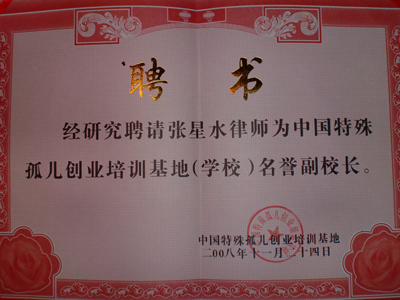 聘书
经研究聘请张星水律师为中国特殊
孤儿创业培训基地(学校)名誉副校长。
中国特殊孤儿创业培训基地
二00八年十一月二十四日